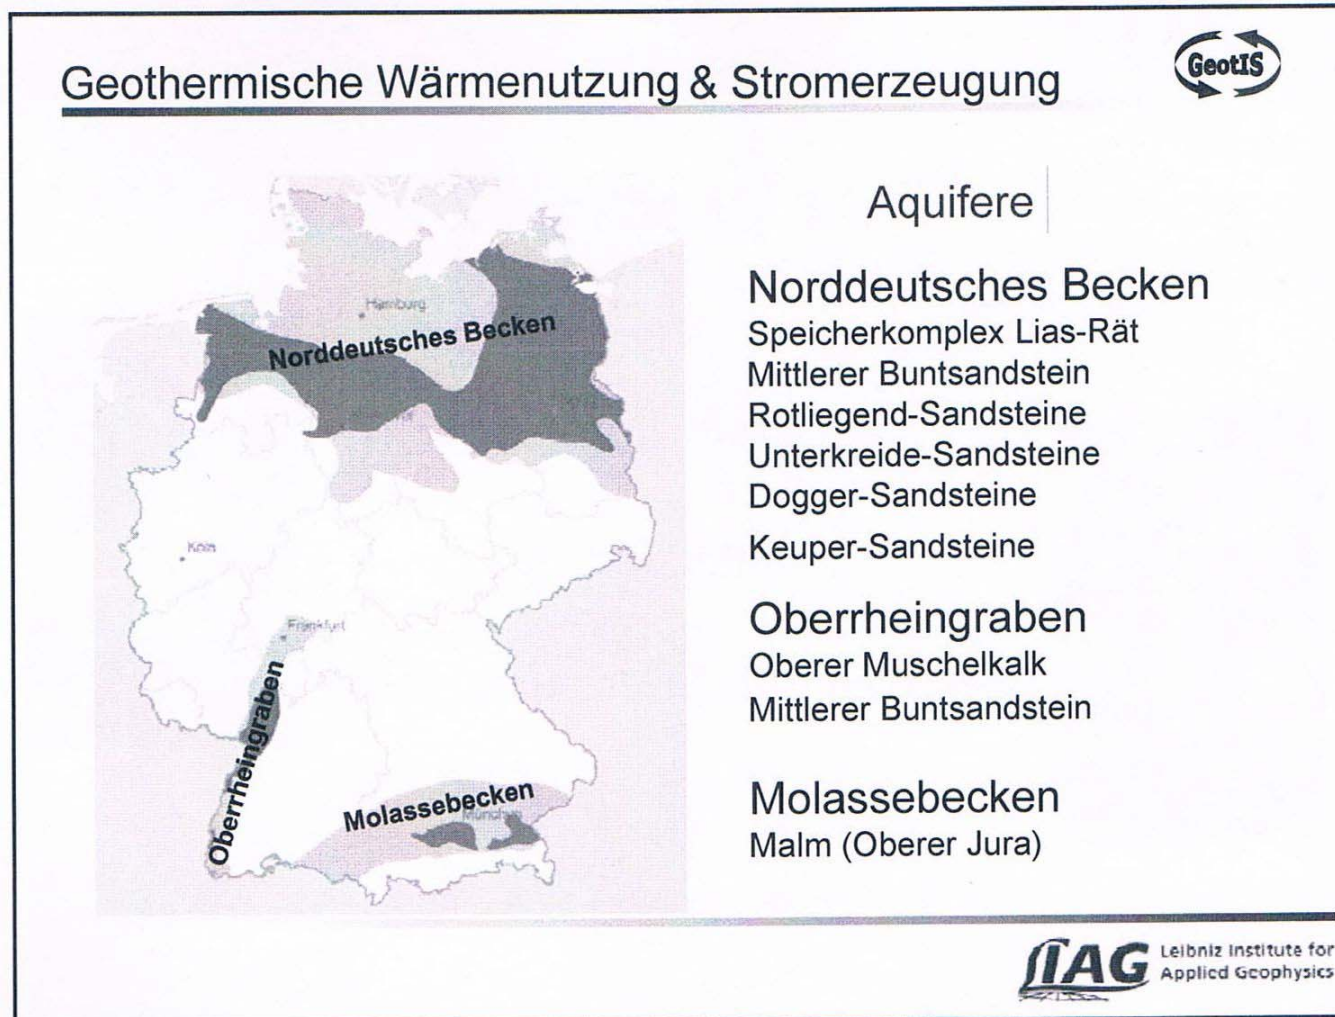 Geothermische Wärmenutzung & Stromerzeugung
GeotIS
Aquifere
Norddeutsches Becken
Speicherkomplex Lias-Rät
Mittlerer Buntsandstein
Rotliegend-Sandsteine
Unterkreide-Sandsteine
Dogger-Sandsteine
Keuper-Sandsteine
Oberrheingraben
Oberer Muschelkalk
Mittlerer Buntsandstein
Molassebecken
Malm (Oberer Jura)
Hamburg
Norddeutsches Becken
Köln
Frankfurt
Oberrheingraben
Molassebecken
München
LIAG
Leibniz Institute for
Applied Geophysics